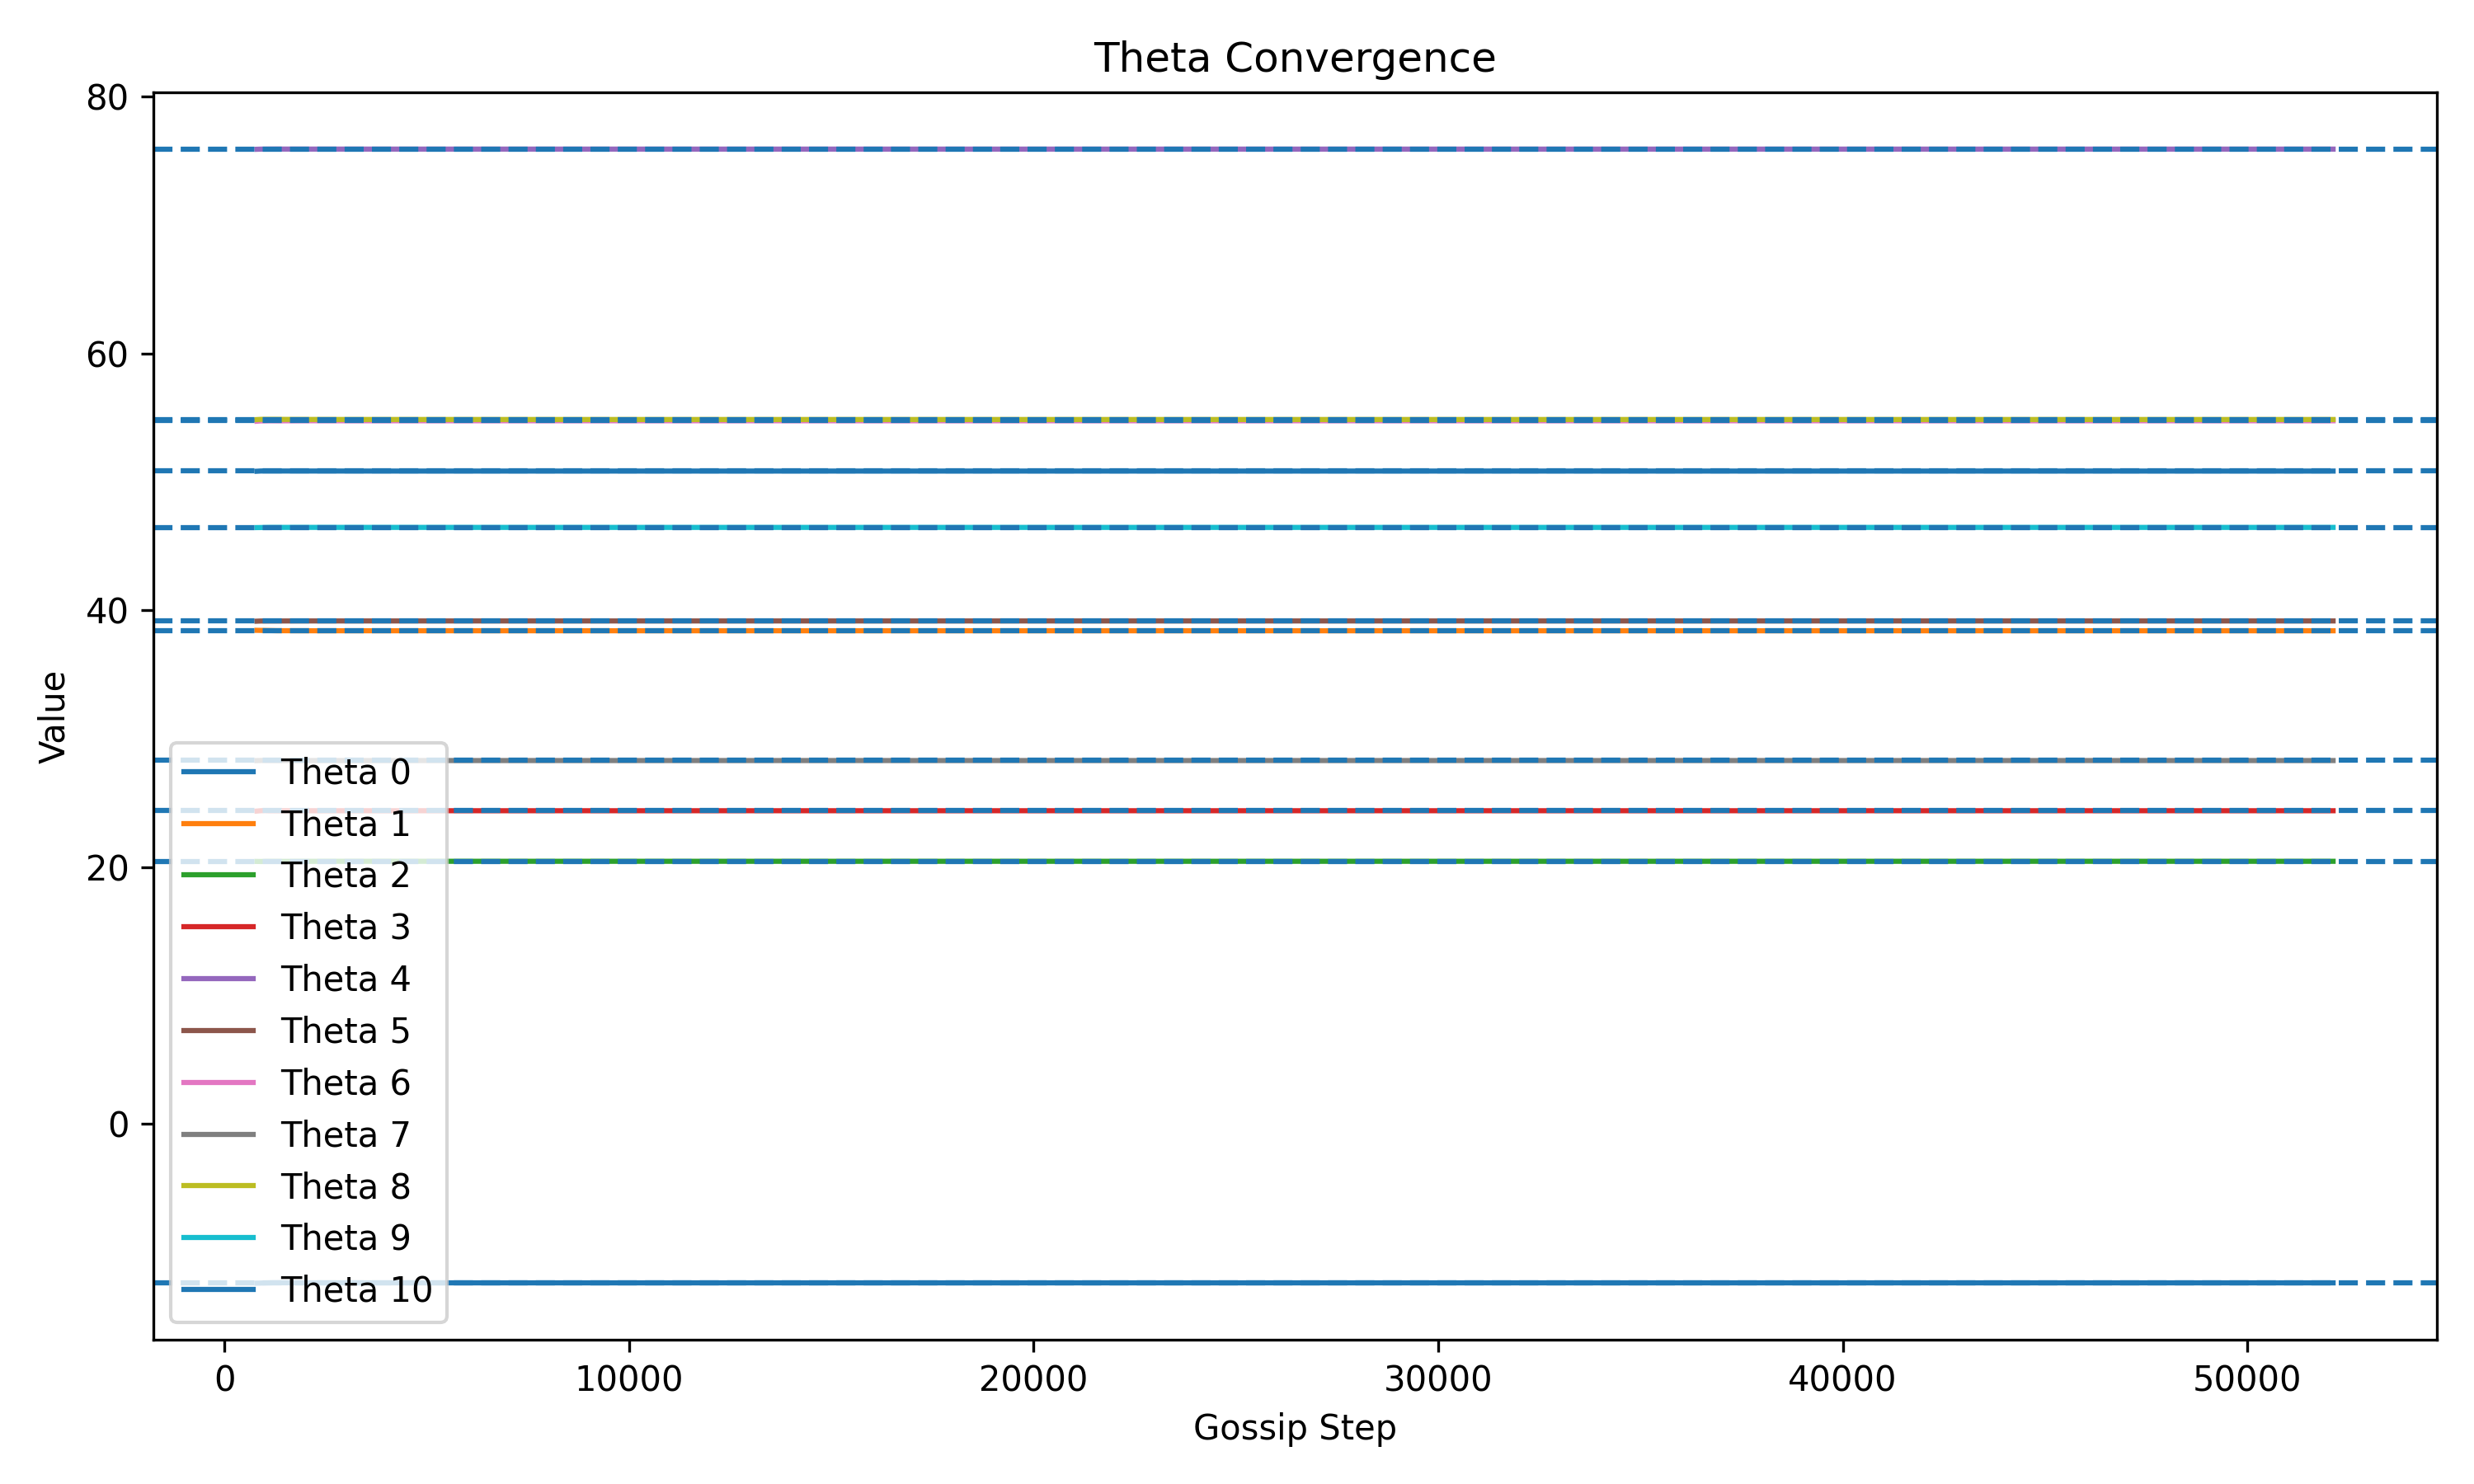 Theta Convergence
80
60
40
20
0
Value
Theta 0
Theta 1
Theta 2
Theta 3
Theta 4
Theta 5
Theta 6
Theta 7
Theta 8
Theta 9
Theta 10
0 10000 20000 30000 40000 50000
Gossip Step